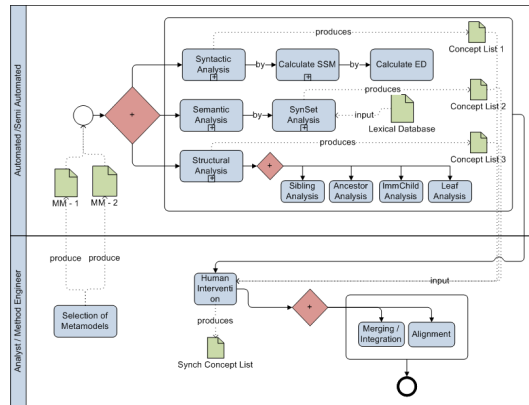 Automated /Semi Automated
produces
Concept List 1
Syntactic
Analysis
by
Calculate SSM
by
Calculate ED
produces
Concept List 2
Semantic
Analysis
by
SynSet
Analysis
input
Lexical Database
produces
Concept List 3
Structural
Analysis
Sibling
Analysis
Ancestor
Analysis
ImmChild
Analysis
Leaf
Analysis
MM - 1
MM - 2
Analyst / Method Engineer
produce
produce
Selection of
Metamodels
Human
Interventi
on
input
produces
Synch Concept List
Merging /
Integration
Alignment